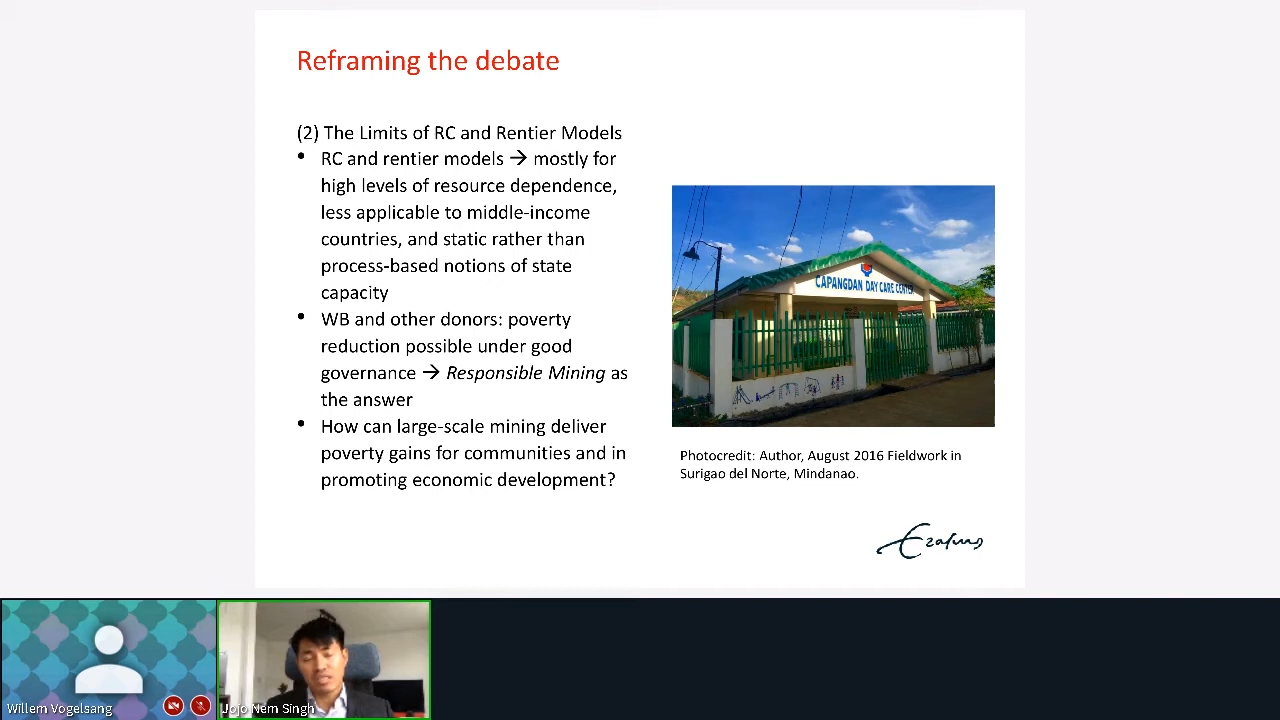 Reframing the debate
(2) The Limits of RC and Rentier Models
• RC and rentier models → mostly for
high levels of resource dependence,
less applicable to middle-income
countries, and static rather than
process-based notions of state
capacity
• WB and other donors: poverty
reduction possible under good
governance → Responsible Mining as
the answer
• How can large-scale mining deliver
poverty gains for communities and in
promoting economic development?
CAPANGDAN DAY CARE CENTER
Photocredit: Author, August 2016 Fieldwork in
Surigao del Norte, Mindanao.
Erasmus
Willem Vogelsang
Jojo Nem Singh